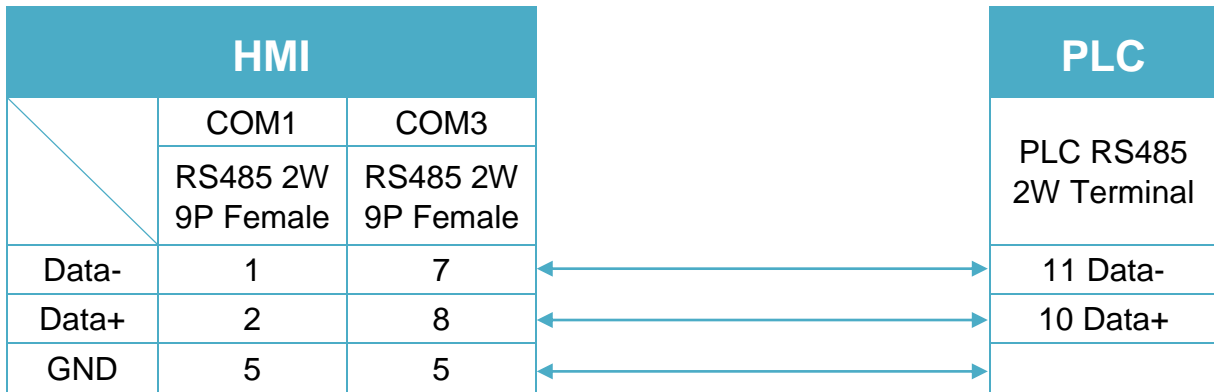 HMI
PLC
COM1 COM3
RS485 2W RS485 2W
9P Female 9P Female
PLC RS485
2W Terminal
Data- 1 7 11 Data-
Data+ 2 8 10 Data+
GND 5 5